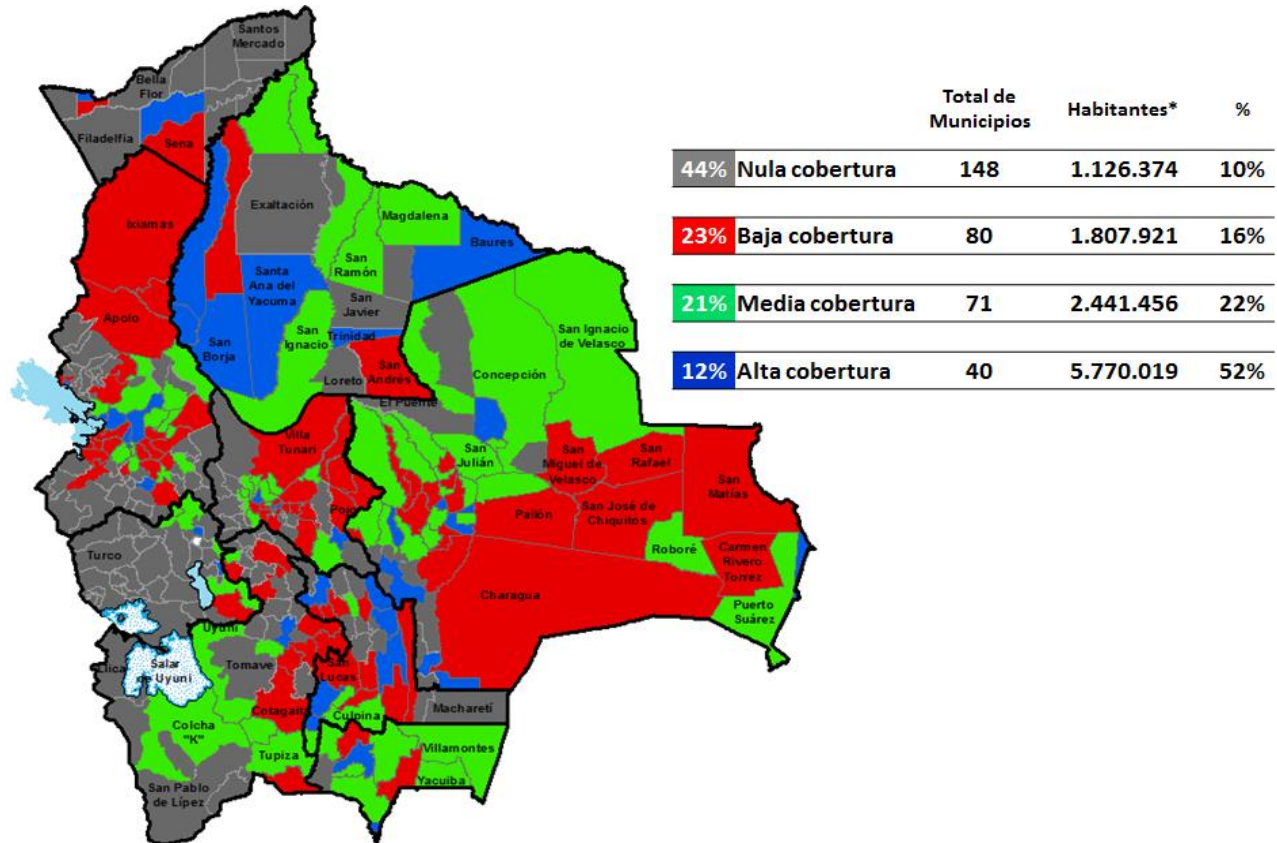 Santos
Mercado
Bella
Flor
Filadelfia
Sena
Ixiamas
Exaltación
Magdalena
Baures
San
Ramón
Santa
Ana del
Yacuma
San
Javier
Apolo
San
Borja
San
Ignacio
Trinidad
Loreto
San
Andrés
San Ignacio
de Velasco
Concepción
El Puente
Villa
Tunari
San
Julián
San
Miguel de
Velasco
San
Rafael
San
Matías
Pojo
Pailón
San José de
Chiquitos
Turco
Roboré
Carmen
Rivero
Torrez
Charagua
Puerto
Suárez
Uyuni
Llica
Salar
de Uyuni
Tomave
San
Lucas
Cotagaita
Culpina
Machareti
Colcha
"K"
Tupiza
Villamontes
Yacuiba
San Pablo
de Lípez
Total de
Municipios Habitantes* %
44% Nula cobertura 148 1.126.374 10%
23% Baja cobertura 80 1.807.921 16%
21% Media cobertura 71 2.441.456 22%
12% Alta cobertura 40 5.770.019 52%